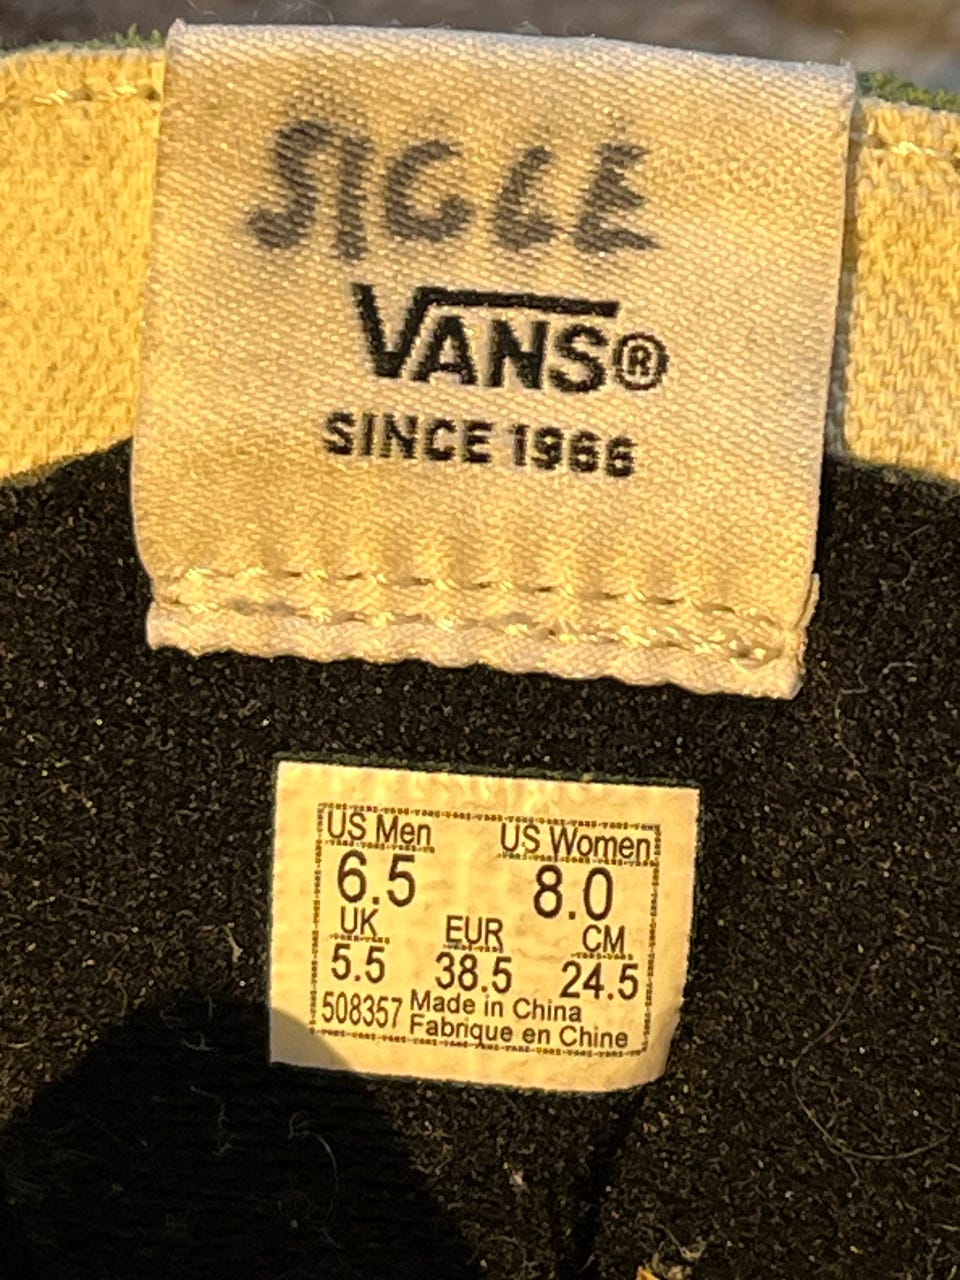 SIGGE
VANS®
SINCE 1966
US Men US Women
6.5 8.0
UK EUR CM
5.5 38.5 24.5
508357 Made in China
Fabrique en Chine